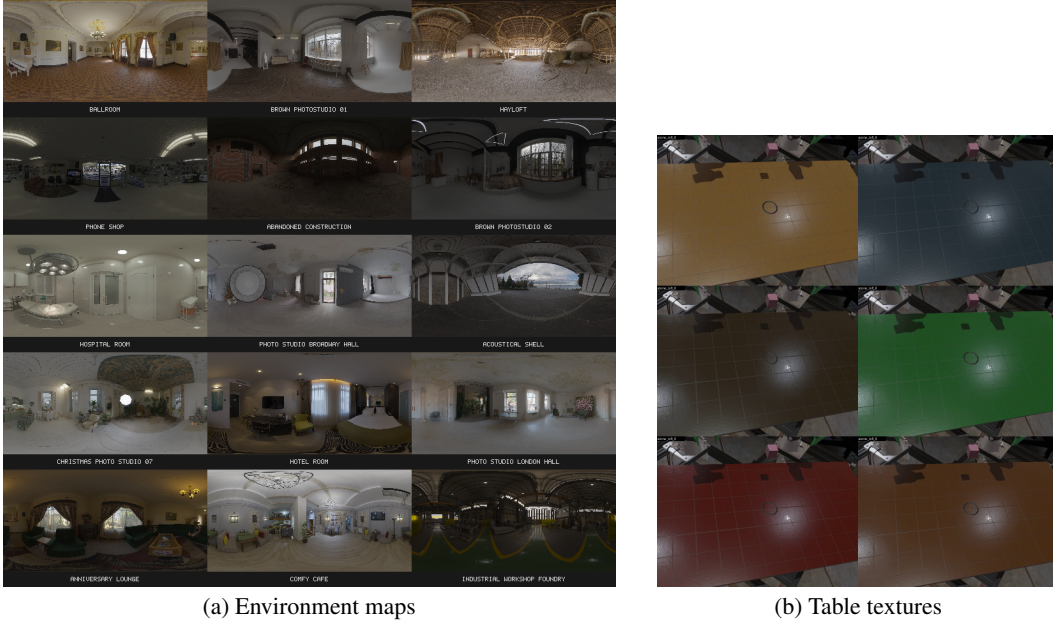 BALLROOM
BROWN PHOTOSTUDIO 01
HAYLOFT
PHONE SHOP
ABANDONED CONSTRUCTION
BROWN PHOTOSTUDIO 02
HOSPITAL ROOM
PHOTO STUDIO BROADWAY HALL
ACOUSTICAL SHELL
CHRISTMAS PHOTO STUDIO 07
HOTEL ROOM
PHOTO STUDIO LONDON HALL
ANNIVERSARY LOUNGE
COMFY CAFE
INDUSTRIAL WORKSHOP FOUNDRY
(a) Environment maps
(b) Table textures